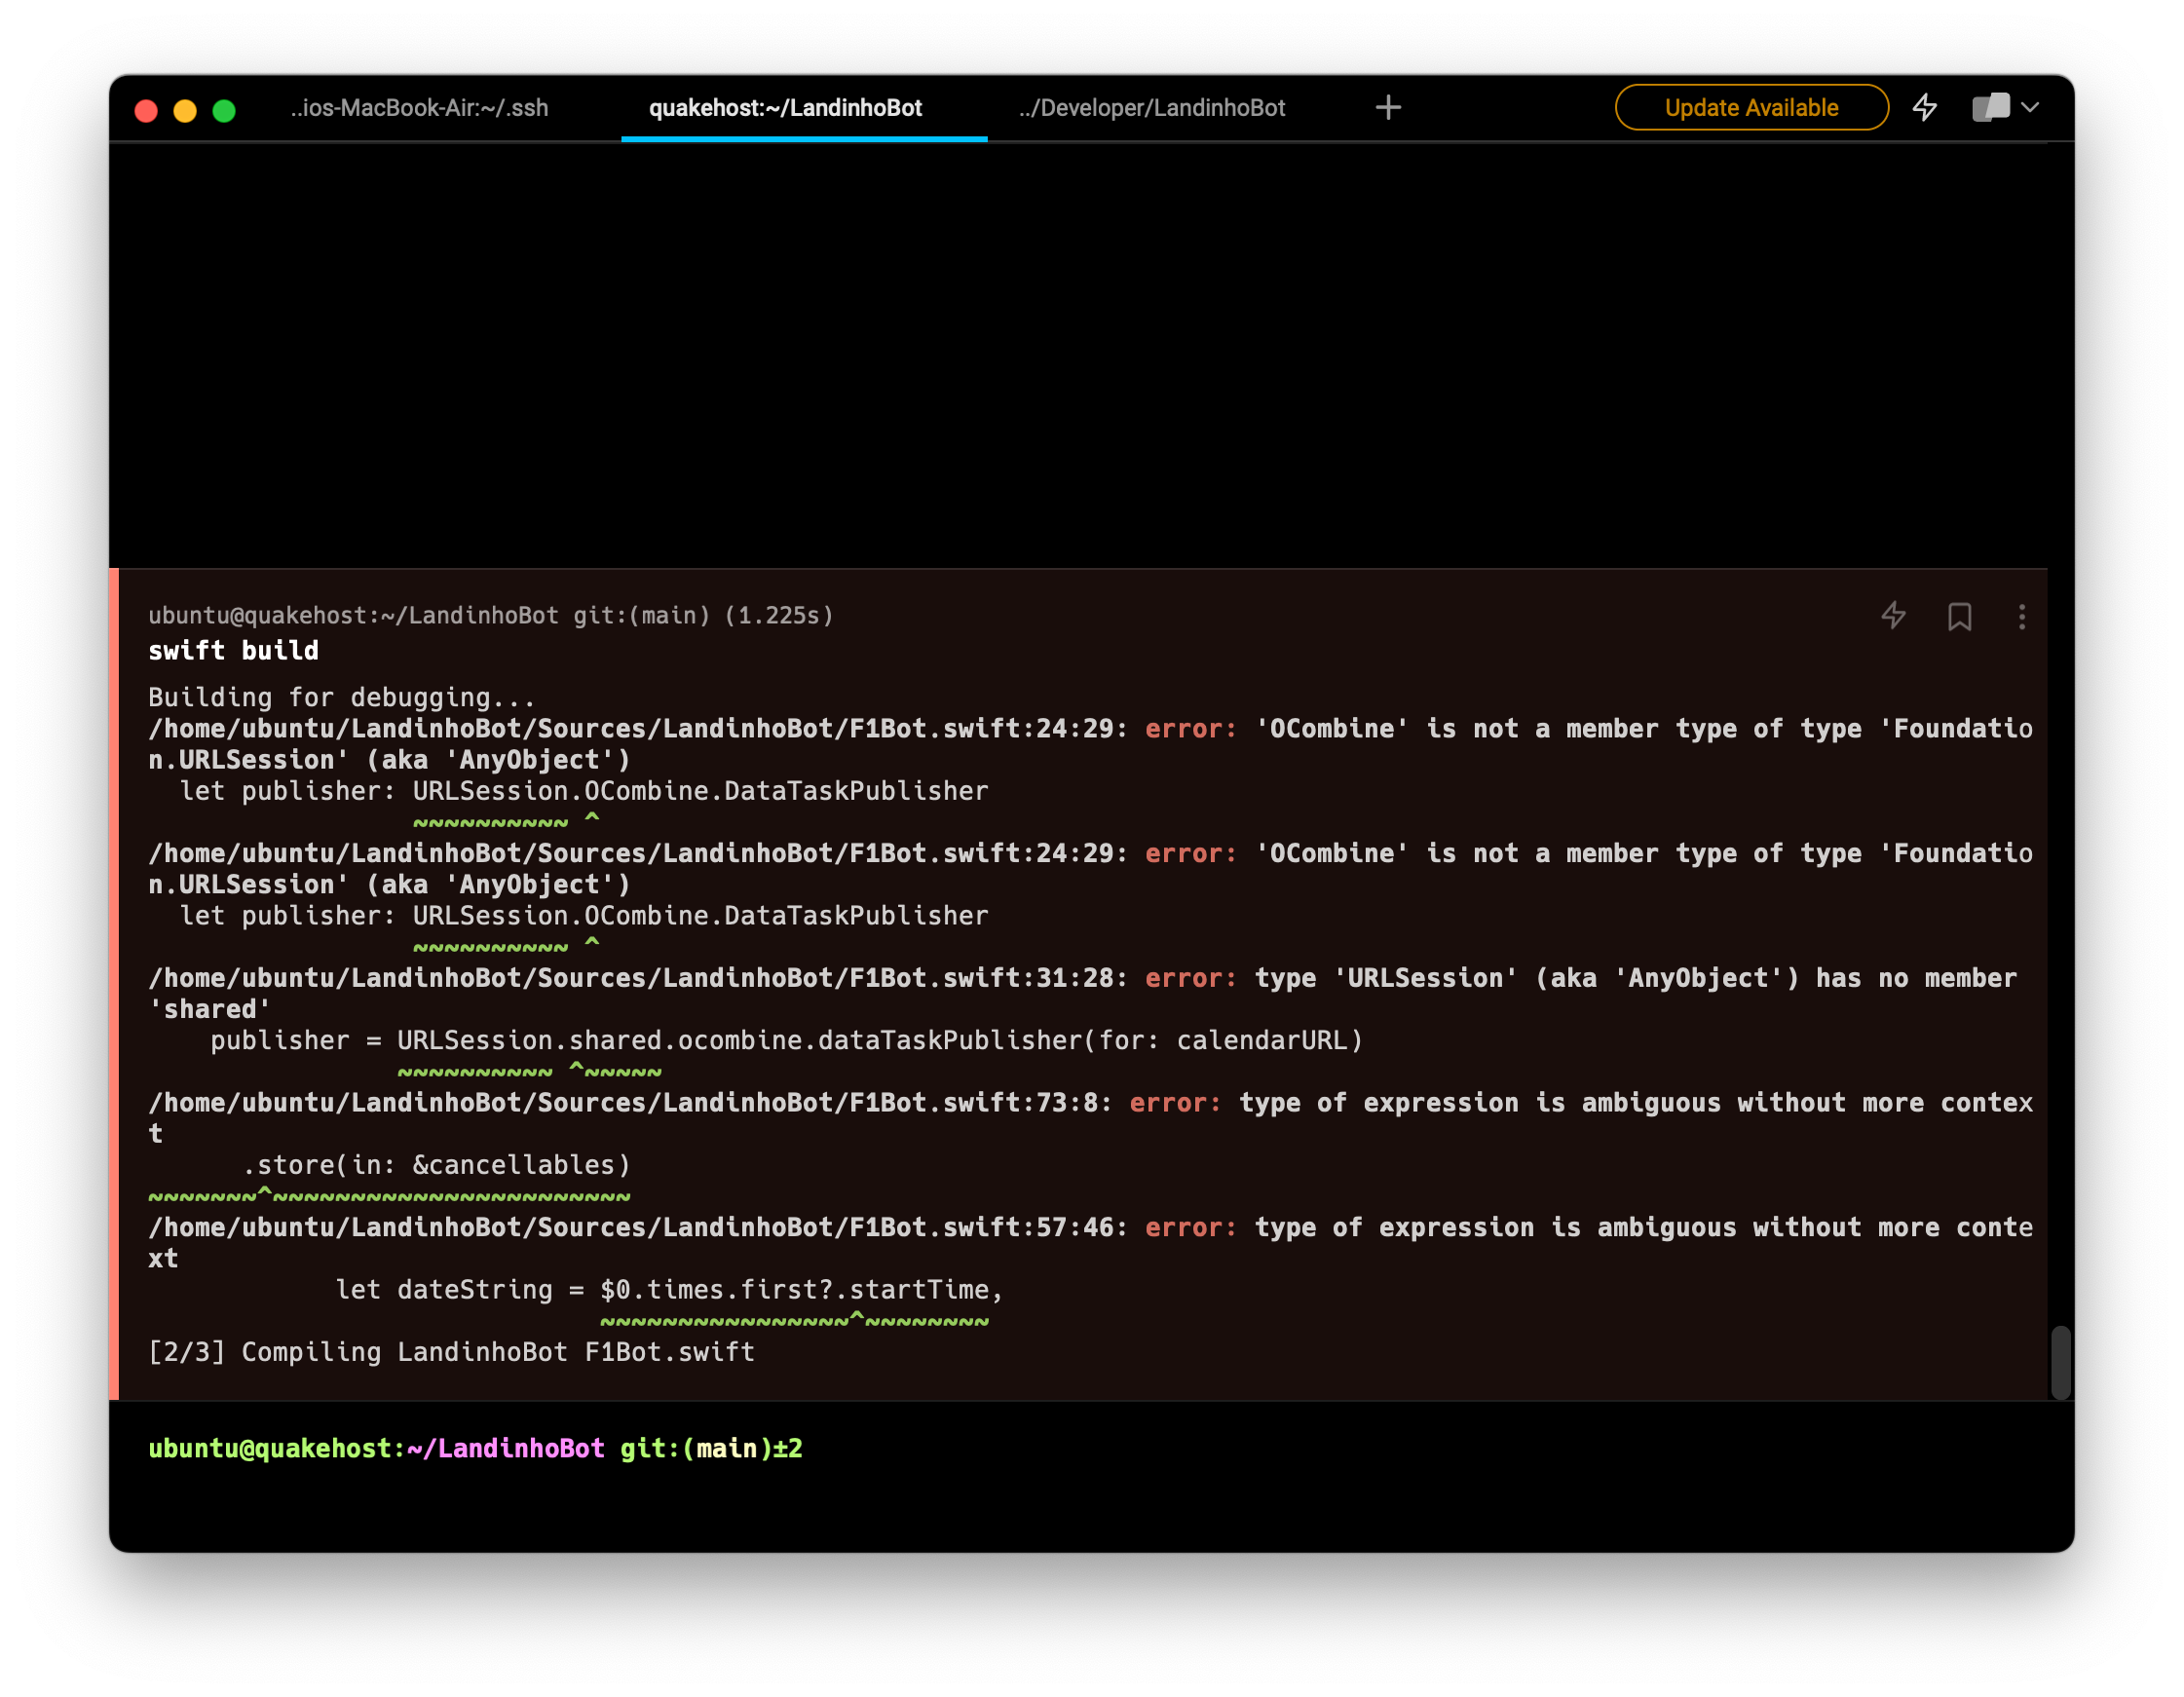 ..ios-MacBook-Air:~/.ssh quakehost:~/LandinhoBot ../Developer/LandinhoBot + Update Available
ubuntu@quakehost:~/LandinhoBot git:(main) (1.225s)
swift build
Building for debugging...
/home/ubuntu/LandinhoBot/Sources/LandinhoBot/F1Bot.swift:24:29: error: 'OCombine' is not a member type of type 'Foundatio
n.URLSession' (aka 'AnyObject')
  let publisher: URLSession.OCombine.DataTaskPublisher
                 ~~~~~~~~~~ ^
/home/ubuntu/LandinhoBot/Sources/LandinhoBot/F1Bot.swift:24:29: error: 'OCombine' is not a member type of type 'Foundatio
n.URLSession' (aka 'AnyObject')
  let publisher: URLSession.OCombine.DataTaskPublisher
                 ~~~~~~~~~~ ^
/home/ubuntu/LandinhoBot/Sources/LandinhoBot/F1Bot.swift:31:28: error: type 'URLSession' (aka 'AnyObject') has no member
'shared'
    publisher = URLSession.shared.ocombine.dataTaskPublisher(for: calendarURL)
                ~~~~~~~~~~ ^~~~~~
/home/ubuntu/LandinhoBot/Sources/LandinhoBot/F1Bot.swift:73:8: error: type of expression is ambiguous without more contex
t
      .store(in: &cancellables)
~~~~~~~^~~~~~~~~~~~~~~~~~~~~~~~
/home/ubuntu/LandinhoBot/Sources/LandinhoBot/F1Bot.swift:57:46: error: type of expression is ambiguous without more conte
xt
            let dateString = $0.times.first?.startTime,
                             ~~~~~~~~~~~~~~~~^~~~~~~~
[2/3] Compiling LandinhoBot F1Bot.swift
ubuntu@quakehost:~/LandinhoBot git:(main)±2